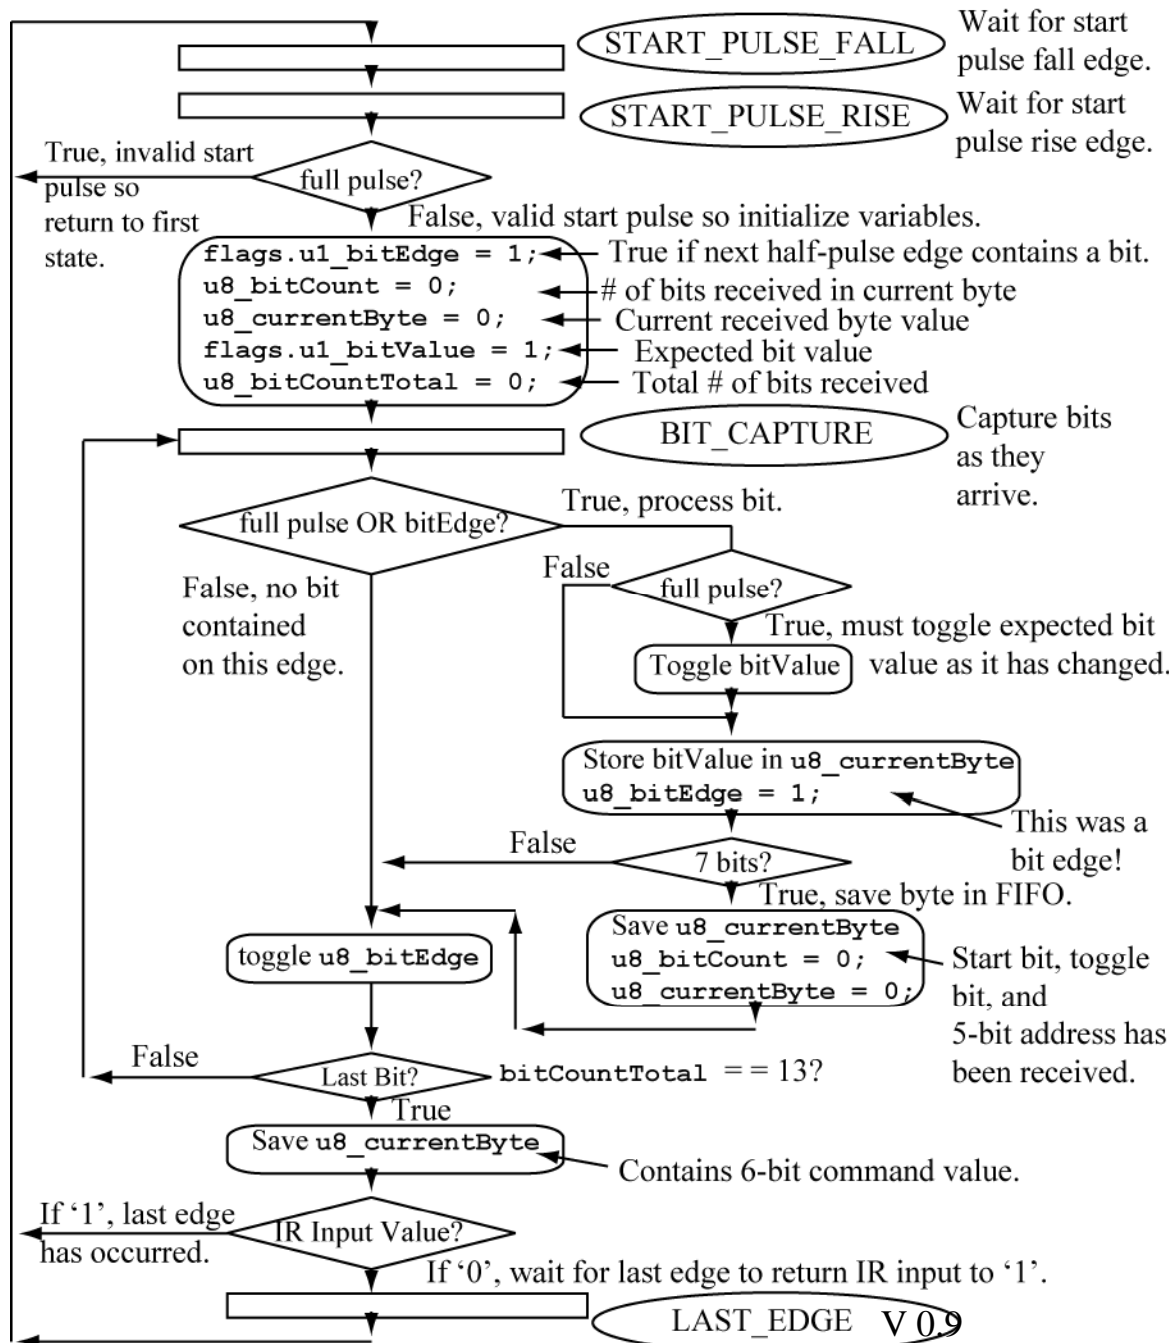 START_PULSE_FALL
Wait for start
pulse fall edge.
START_PULSE_RISE
Wait for start
pulse rise edge.
True, invalid start
pulse so
return to first
state.
full pulse?
False, valid start pulse so initialize variables.
flags.u1_bitEdge = 1;
True if next half-pulse edge contains a bit.
u8_bitCount = 0;
# of bits received in current byte
u8_currentByte = 0;
Current received byte value
flags.u1_bitValue = 1;
Expected bit value
u8_bitCountTotal = 0;
Total # of bits received
BIT_CAPTURE
Capture bits
as they
arrive.
full pulse OR bitEdge?
True, process bit.
False, no bit
contained
on this edge.
False
full pulse?
True, must toggle expected bit
value as it has changed.
Toggle bitValue
Store bitValue in u8_currentByte
u8_bitEdge = 1;
This was a
bit edge!
False
7 bits?
True, save byte in FIFO.
Save u8_currentByte
u8_bitCount = 0;
u8_currentByte = 0;
Start bit, toggle
bit, and
5-bit address has
been received.
toggle u8_bitEdge
False
Last Bit?
bitCountTotal = = 13?
True
Save u8_currentByte
Contains 6-bit command value.
If ‘1’, last edge
has occurred.
IR Input Value?
If ‘0’, wait for last edge to return IR input to ‘1’.
LAST_EDGE
V 0.9